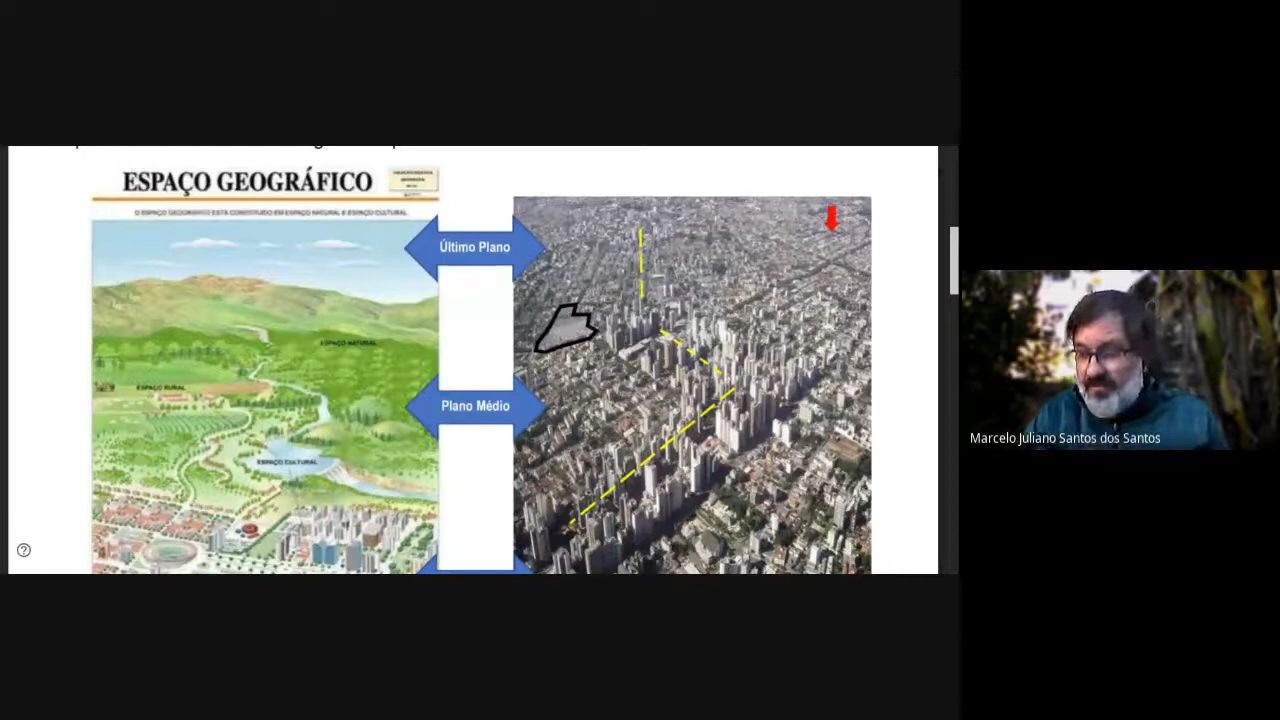 ESPAÇO GEOGRÁFICO
O ESPAÇO GEOGRÁFICO ESTÁ CONSTITUÍDO EM ESPAÇO NATURAL E ESPAÇO CULTURAL
Último Plano
ESPAÇO NATURAL
ESPAÇO RURAL
Plano Médio
ESPAÇO CULTURAL
Marcelo Juliano Santos dos Santos